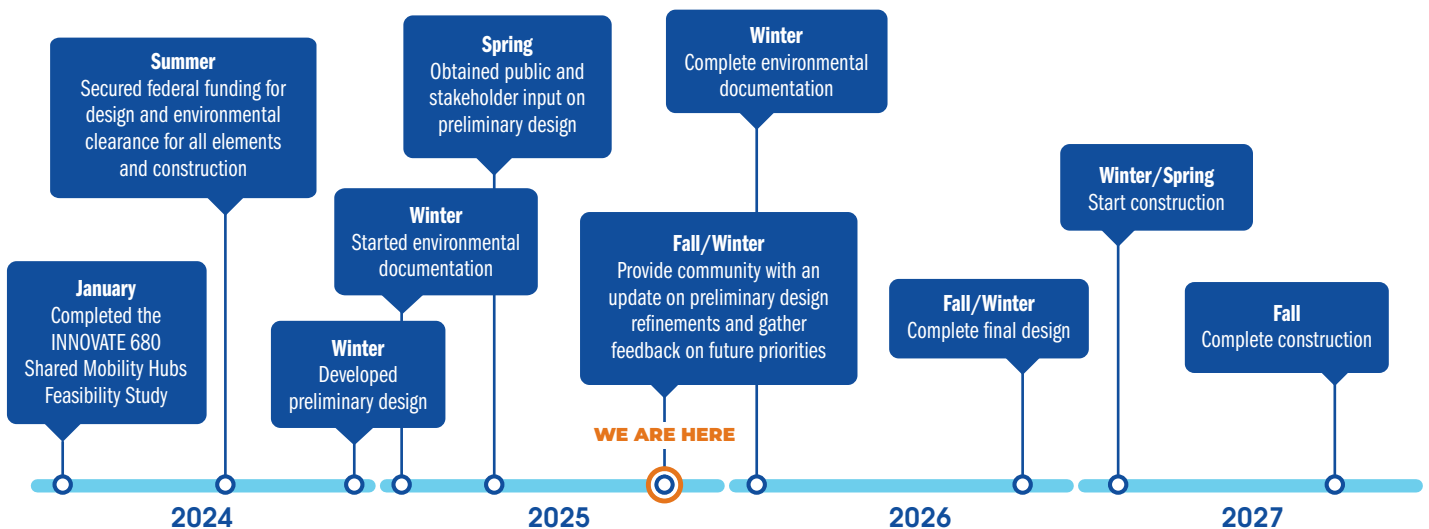 January
Completed the
INNOVATE 680
Shared Mobility Hubs
Feasibility Study
Summer
Secured federal funding for
design and environmental
clearance for all elements
and construction
Winter
Developed
preliminary design
Winter
Started environmental
documentation
Spring
Obtained public and
stakeholder input on
preliminary design
Fall/Winter
Provide community with an
update on preliminary design
refinements and gather
feedback on future priorities
WE ARE HERE
Winter
Complete environmental
documentation
Fall/Winter
Complete final design
Winter/Spring
Start construction
Fall
Complete construction
2024
2025
2026
2027